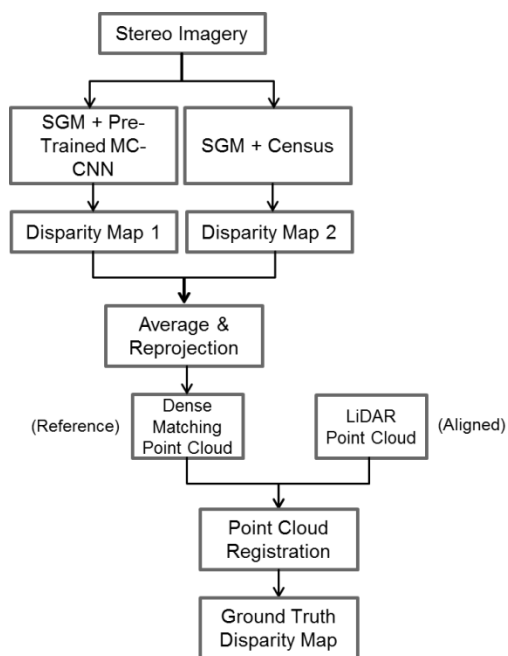 Stereo Imagery
SGM + Pre-
Trained MC-
CNN
SGM + Census
Disparity Map 1
Disparity Map 2
Average &
Reprojection
(Reference)
Dense
Matching
Point Cloud
LiDAR
Point Cloud
(Aligned)
Point Cloud
Registration
Ground Truth
Disparity Map